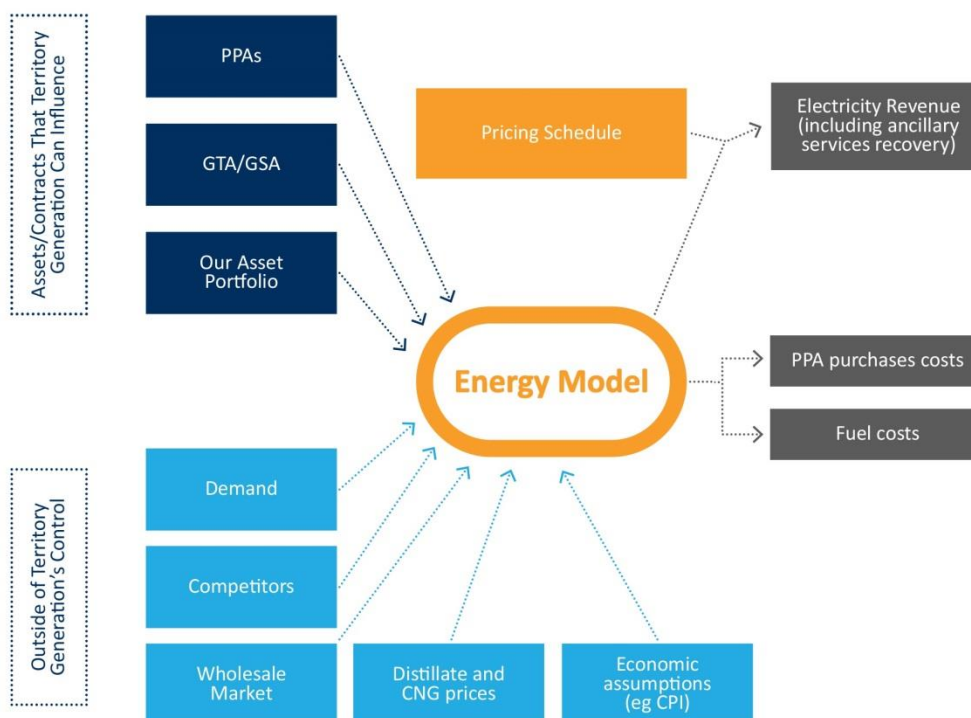 Assets/Contracts That Territory
Generation Can Influence
PPAs
GTA/GSA
Our Asset
Portfolio
Pricing Schedule
Electricity Revenue
(including ancillary
services recovery)
Energy Model
PPA purchases costs
Fuel costs
Outside of Territory
Generation's Control
Demand
Competitors
Wholesale
Market
Distillate and
CNG prices
Economic
assumptions
(eg CPI)